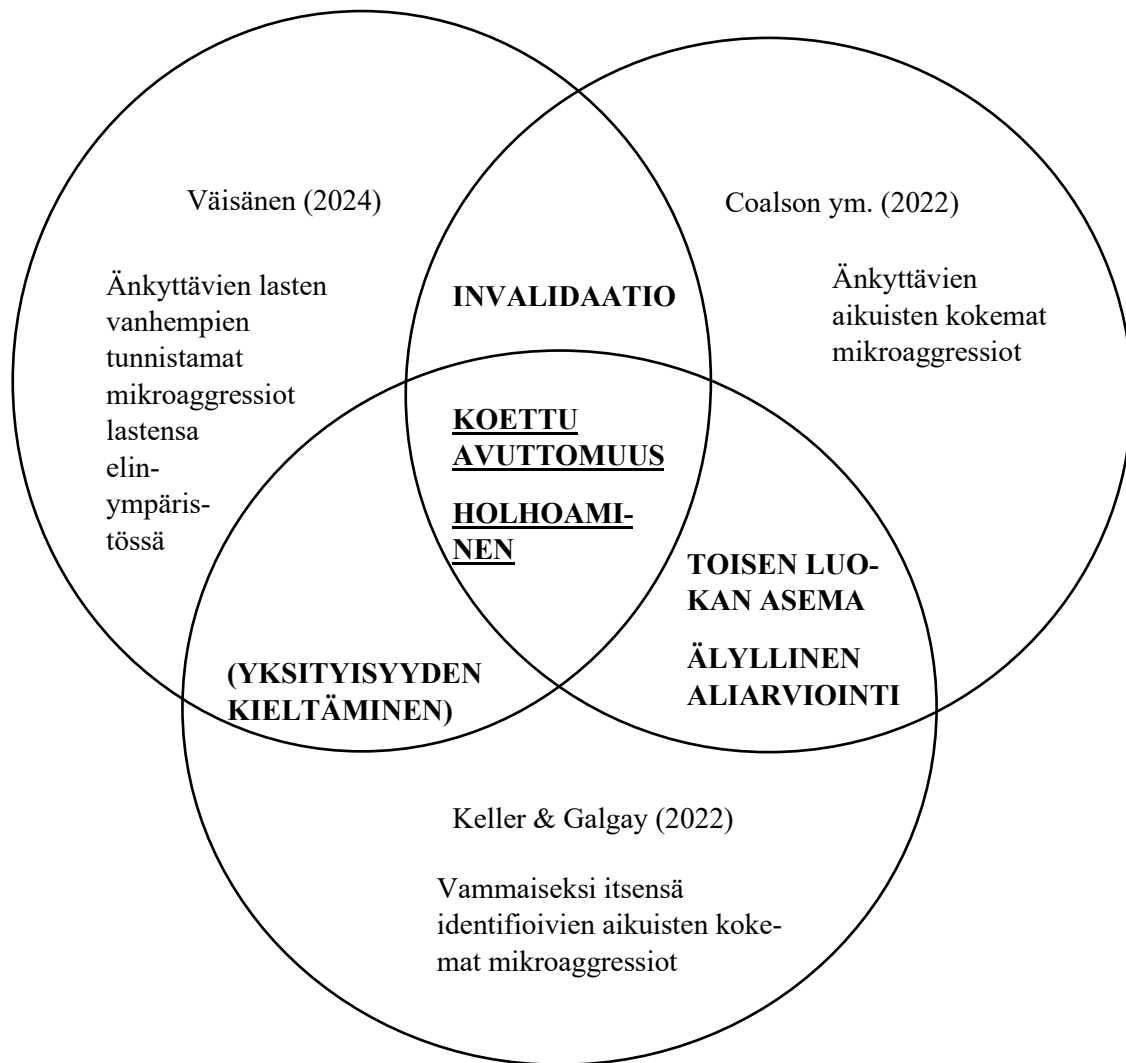 Väisänen (2024)
Änkyttävien lasten
vanhempien
tunnistamat
mikroaggressiot
lastensa
elin-
ympäris-
tössä
Coalson ym. (2022)
Änkyttävien
aikuisten kokemat
mikroaggressiot
INVALIDAATIO
KOETTU
AVUTTOMUUS
HOLHOAMI-
NEN
TOISEN LUO-
KAN ASEMA
ÄLYLLINEN
ALIARVIOINTI
(YKSITYISYYDEN
KIELTÄMINEN)
Keller & Galgay (2022)
Vammaiseksi itsensä
identifioivien aikuisten koke-
mat mikroaggressiot